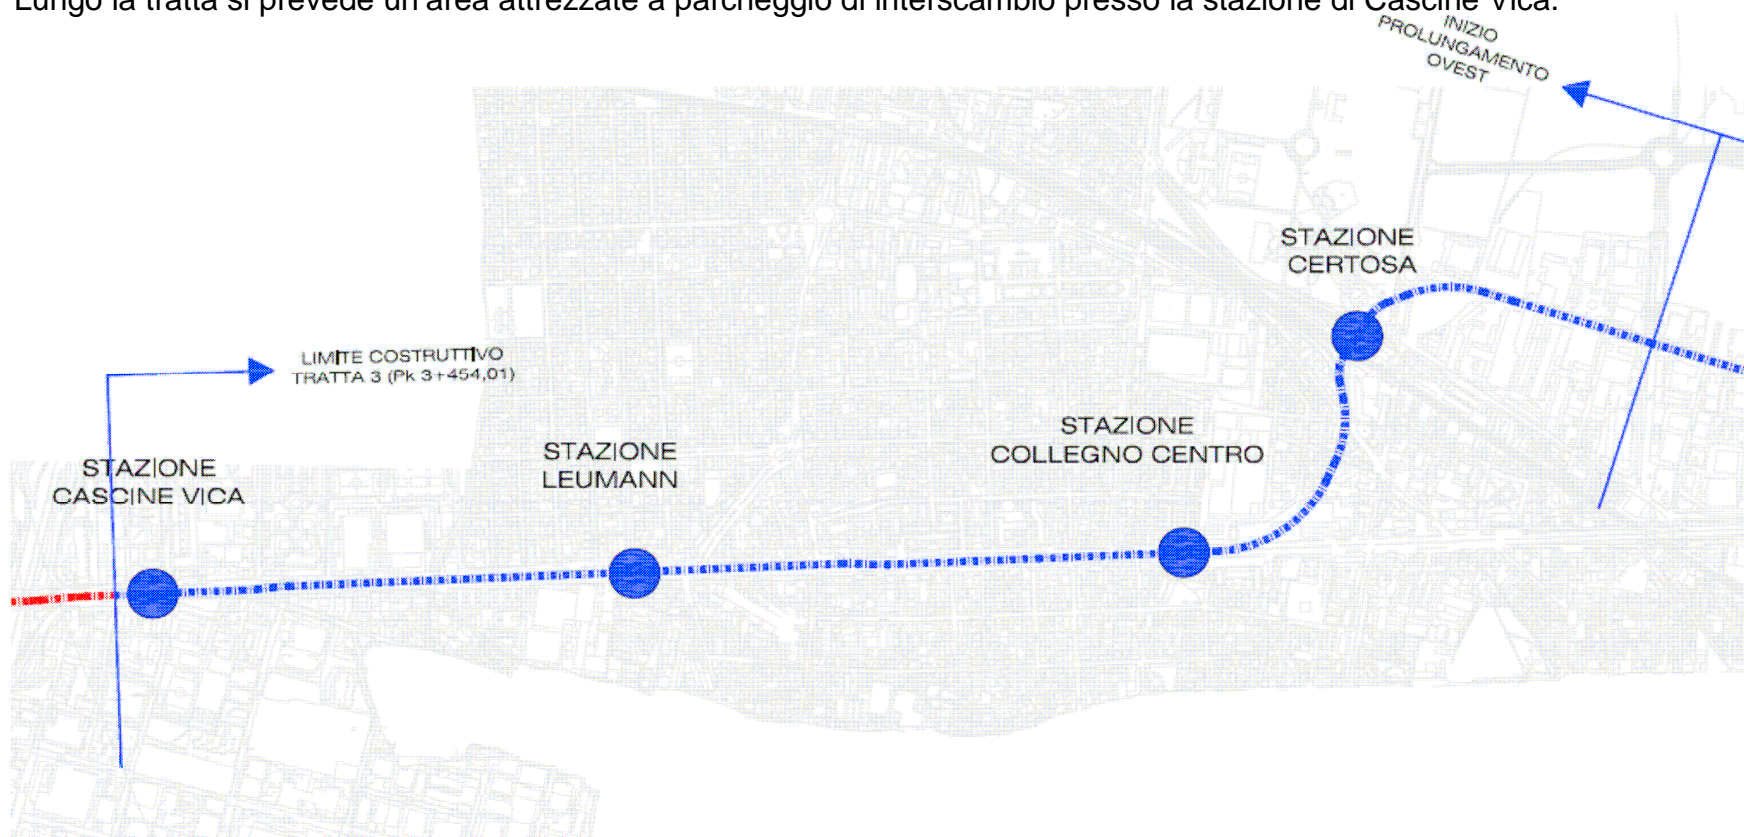 Lungo la tratta si prevede un'area attrezzate a parcheggio di interscambio presso la stazione di Cascine Vica.
INIZIO
PROLUNGAMENTO
OVEST
STAZIONE
CERTOSA
LIMITE COSTRUTTIVO
TRATTA 3 (Pk 3+454,01)
STAZIONE
COLLEGNO CENTRO
STAZIONE
LEUMANN
STAZIONE
CASCINE VICA